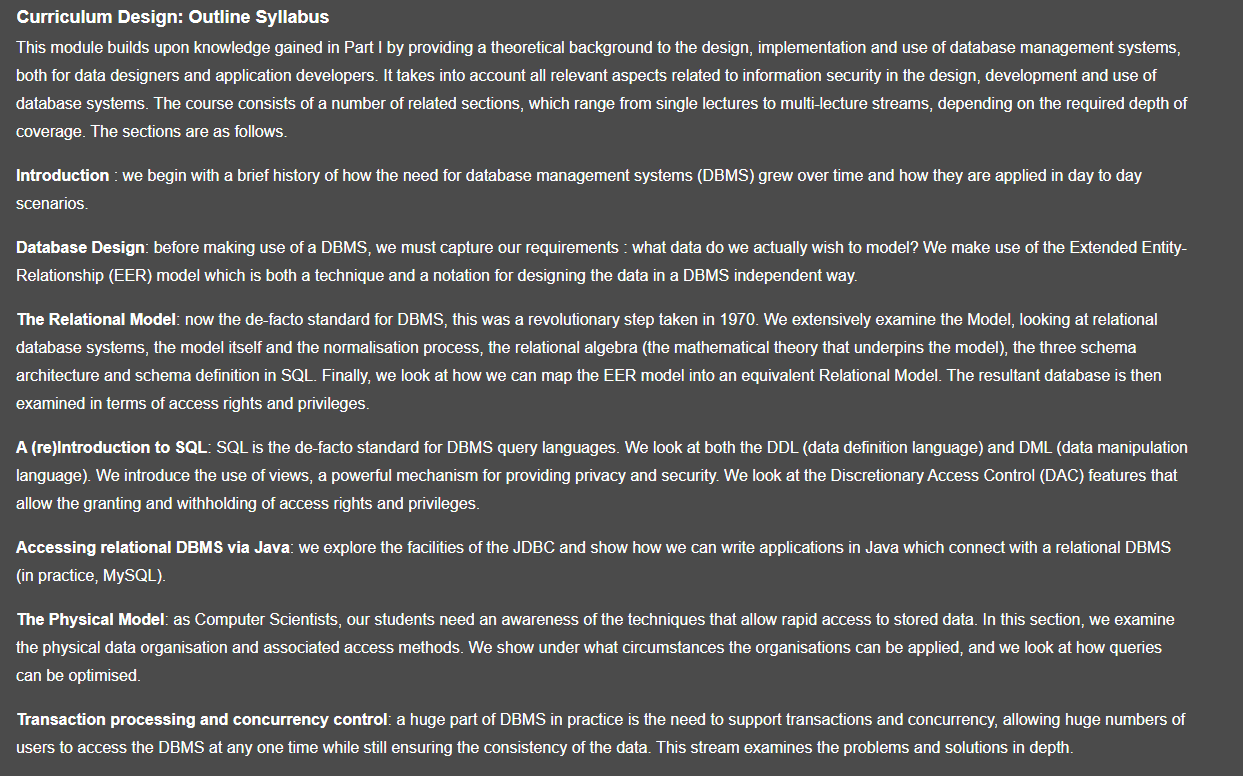 Curriculum Design: Outline Syllabus
This module builds upon knowledge gained in Part I by providing a theoretical background to the design, implementation and use of database management systems,
both for data designers and application developers. It takes into account all relevant aspects related to information security in the design, development and use of
database systems. The course consists of a number of related sections, which range from single lectures to multi-lecture streams, depending on the required depth of
coverage. The sections are as follows.
Introduction : we begin with a brief history of how the need for database management systems (DBMS) grew over time and how they are applied in day to day
scenarios.
Database Design: before making use of a DBMS, we must capture our requirements : what data do we actually wish to model? We make use of the Extended Entity-
Relationship (EER) model which is both a technique and a notation for designing the data in a DBMS independent way.
The Relational Model: now the de-facto standard for DBMS, this was a revolutionary step taken in 1970. We extensively examine the Model, looking at relational
database systems, the model itself and the normalisation process, the relational algebra (the mathematical theory that underpins the model), the three schema
architecture and schema definition in SQL. Finally, we look at how we can map the EER model into an equivalent Relational Model. The resultant database is then
examined in terms of access rights and privileges.
A (re)Introduction to SQL: SQL is the de-facto standard for DBMS query languages. We look at both the DDL (data definition language) and DML (data manipulation
language). We introduce the use of views, a powerful mechanism for providing privacy and security. We look at the Discretionary Access Control (DAC) features that
allow the granting and withholding of access rights and privileges.
Accessing relational DBMS via Java: we explore the facilities of the JDBC and show how we can write applications in Java which connect with a relational DBMS
(in practice, MySQL).
The Physical Model: as Computer Scientists, our students need an awareness of the techniques that allow rapid access to stored data. In this section, we examine
the physical data organisation and associated access methods. We show under what circumstances the organisations can be applied, and we look at how queries
can be optimised.
Transaction processing and concurrency control: a huge part of DBMS in practice is the need to support transactions and concurrency, allowing huge numbers of
users to access the DBMS at any one time while still ensuring the consistency of the data. This stream examines the problems and solutions in depth.